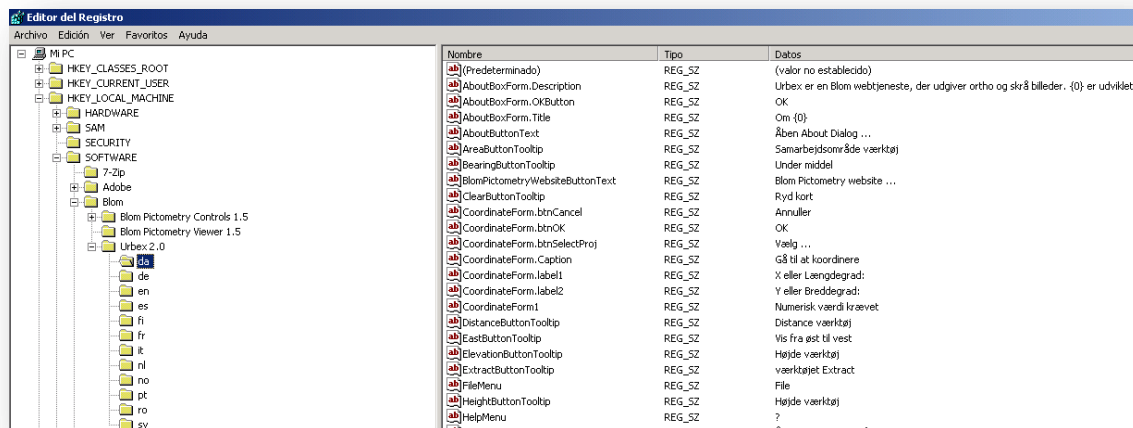 Editor del Registro
Archivo Edición Ver Favoritos Ayuda
Mi PC
HKEY_CLASSES_ROOT
HKEY_CURRENT_USER
HKEY_LOCAL_MACHINE
HARDWARE
SAM
SECURITY
SOFTWARE
7-Zip
Adobe
Blom
Blom Pictometry Controls 1.5
Blom Pictometry Viewer 1.5
Urbex 2.0
da
de
en
es
fi
fr
it
nl
no
pt
ro
sv
Nombre Tipo Datos
(Predeterminado) REG_SZ (valor no establecido)
AboutBoxForm.Description REG_SZ Urbex er en Blom webtjeneste, der udgiver ortho og skrå billeder. {0} er udviklet
AboutBoxForm.OKButton REG_SZ OK
AboutBoxForm.Title REG_SZ Om {0}
AboutButtonText REG_SZ Åben About Dialog ...
AreaButtonTooltip REG_SZ Samarbejdsområde værktøj
BearingButtonTooltip REG_SZ Under middel
BlomPictometryWebsiteButtonText REG_SZ Blom Pictometry website ...
ClearButtonTooltip REG_SZ Ryd kort
CoordinateForm.btnCancel REG_SZ Annuller
CoordinateForm.btnOK REG_SZ OK
CoordinateForm.btnSelectProj REG_SZ Vælg ...
CoordinateForm.Caption REG_SZ Gå til at koordinere
CoordinateForm.label1 REG_SZ X eller Længdegrad:
CoordinateForm.label2 REG_SZ Y eller Breddegrad:
CoordinateForm1 REG_SZ Numerisk værdi krævet
DistanceButtonTooltip REG_SZ Distance værktøj
EastButtonTooltip REG_SZ Vis fra øst til vest
ElevationButtonTooltip REG_SZ Højde værktøj
ExtractButtonTooltip REG_SZ værktøjet Extract
FileMenu REG_SZ File
HeightButtonTooltip REG_SZ Højde værktøj
HelpMenu REG_SZ ?